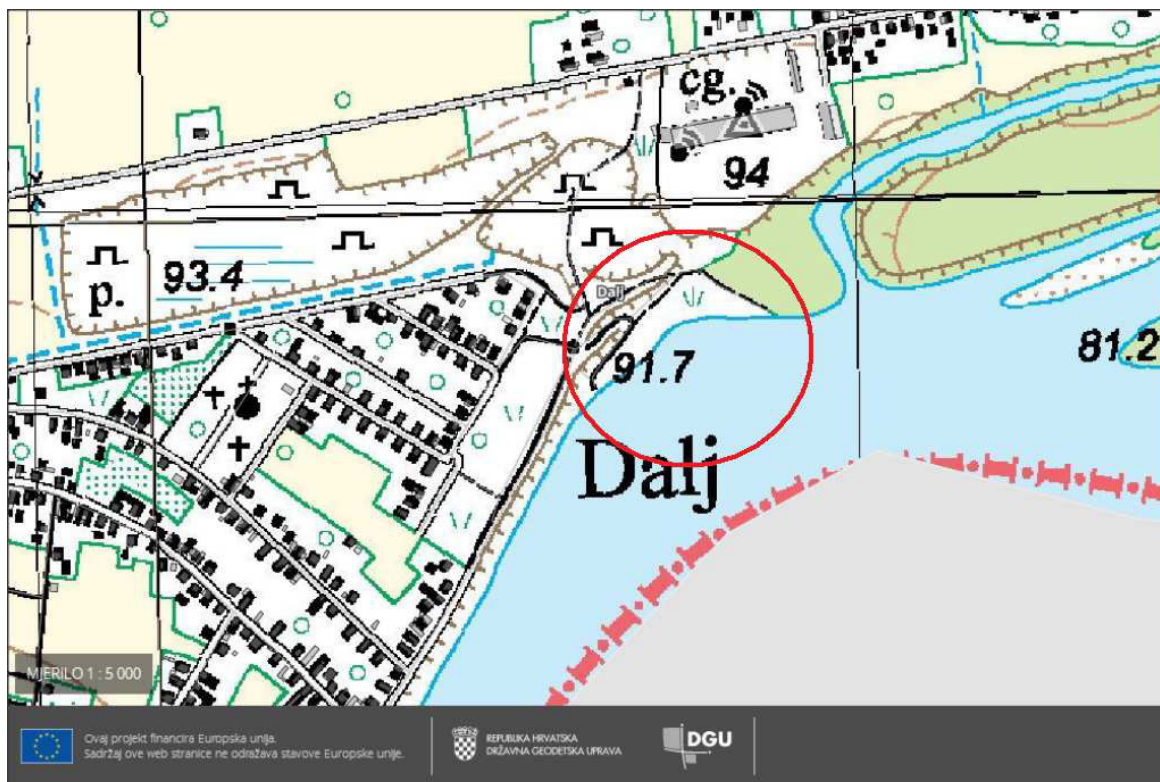 cg.
94
93.4
p.
Dalj
91.7
81.2
Dalj
MJERILO 1 : 5 000
Ovaj projekt financira Europska unija.
Sadržaj ove web stranice ne odražava stavove Europske unije.
REPUBLIKA HRVATSKA
DRŽAVNA GEODETSKA UPRAVA
DGU